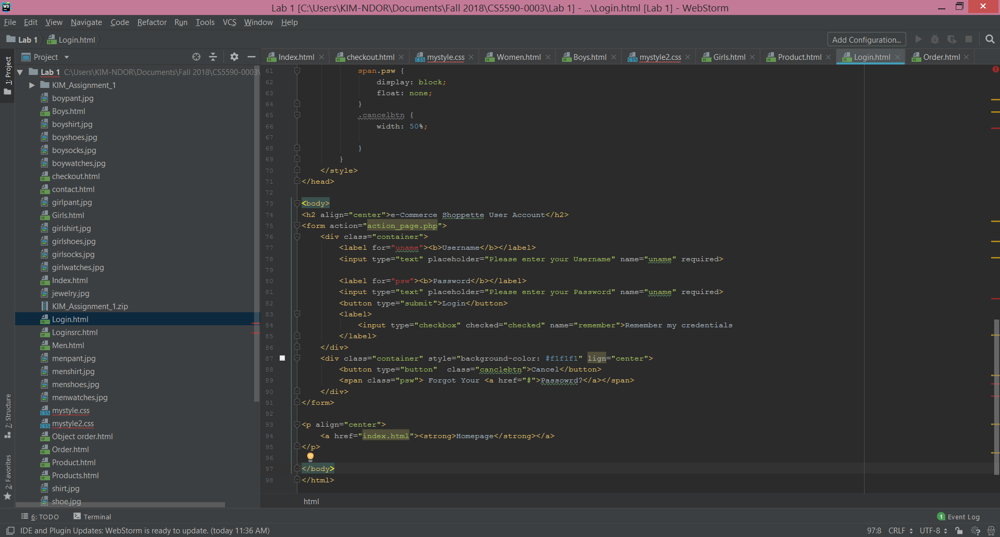 WS
Lab 1 [C:\Users\KIM-NDOR\Documents\Fall 2018\CS5590-0003\Lab 1] - ...\Login.html [Lab 1] - WebStorm
File Edit View Navigate Code Refactor Run Tools VCS Window Help
Lab 1 Login.html Add Configuration...
Project
Index.html checkout.html mystyle.css Women.html Boys.html mystyle2.css Girls.html Product.html Login.html Order.html
1: Project
7: Structure
2: Favorites
Lab 1 C:\Users\KIM-NDOR\Documents\Fall 2018\CS5590-0003\
KIM_Assignment_1
boypant.jpg
Boys.html
boyshirt.jpg
boyshoes.jpg
boysocks.jpg
boywatches.jpg
checkout.html
contact.html
girlpant.jpg
Girls.html
girlshirt.jpg
girlshoes.jpg
girlsocks.jpg
girlwatches.jpg
Index.html
jewelry.jpg
KIM_Assignment_1.zip
Login.html
Loginsrc.html
Men.html
menpant.jpg
menshirt.jpg
menshoes.jpg
menwatches.jpg
mystyle.css
mystyle2.css
Object order.html
Order.html
Product.html
Products.html
shirt.jpg
shoe.jpg
61 span.psw {
62 display: block;
63 float: none;
64 }
65 .cancelbtn {
66 width: 50%;
67
68 }
69 }
70 </style>
71 </head>
72
73 <body>
74 <h2 align="center">e-Commerce Shoppette User Account</h2>
75 <form action="action_page.php">
76 <div class="container">
77 <label for="uname"><b>Username</b></label>
78 <input type="text" placeholder="Please enter your Username" name="uname" required>
79
80 <label for="psw"><b>Password</b></label>
81 <input type="text" placeholder="Please enter your Password" name="uname" required>
82 <button type="submit">Login</button>
83 <label>
84 <input type="checkbox" checked="checked" name="remember">Remember my credentials
85 </label>
86 </div>
87 <div class="container" style="background-color: #f1f1f1" lign="center">
88 <button type="button"  class="canclebtn">Cancel</button>
89 <span class="psw"> Forgot Your <a href="#">Passowrd?</a></span>
90 </div>
91 </form>
92
93 <p align="center">
94 <a href="index.html"><strong>Homepage</strong></a>
95 </p>
96
97 </body>
98 </html>
html
6: TODO Terminal 1 Event Log
IDE and Plugin Updates: WebStorm is ready to update. (today 11:36 AM) 97:8 CRLF UTF-8